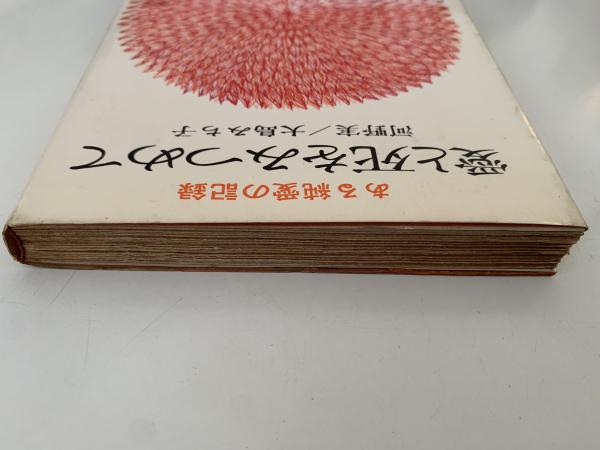 ある純愛の記録
愛と死をみつめて
河野実/大島みち子